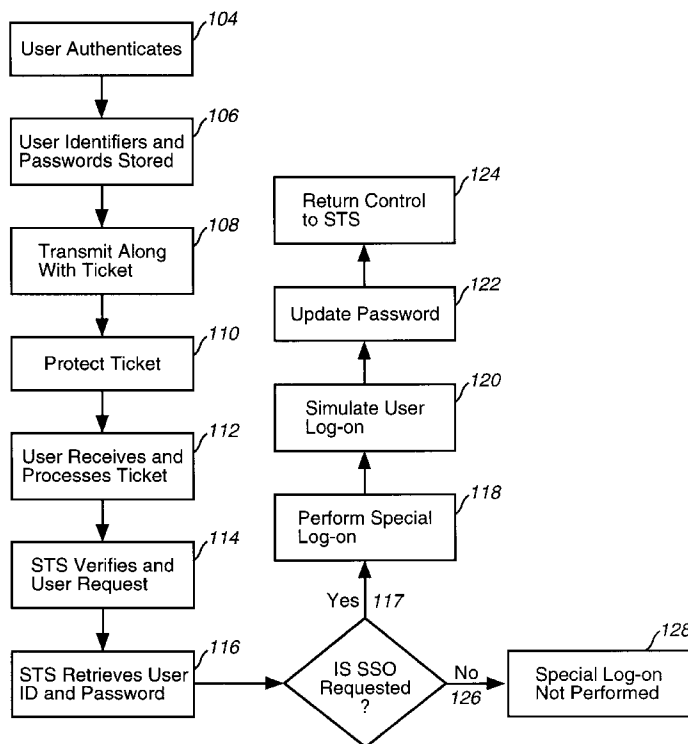 104
User Authenticates
106
User Identifiers and
Passwords Stored
108
Transmit Along
With Ticket
110
Protect Ticket
112
User Receives and
Processes Ticket
114
STS Verifies and
User Request
116
STS Retrieves User
ID and Password
IS SSO
Requested
?
Yes
117
118
Perform Special
Log-on
120
Simulate User
Log-on
122
Update Password
124
Return Control
to STS
No
126
128
Special Log-on
Not Performed